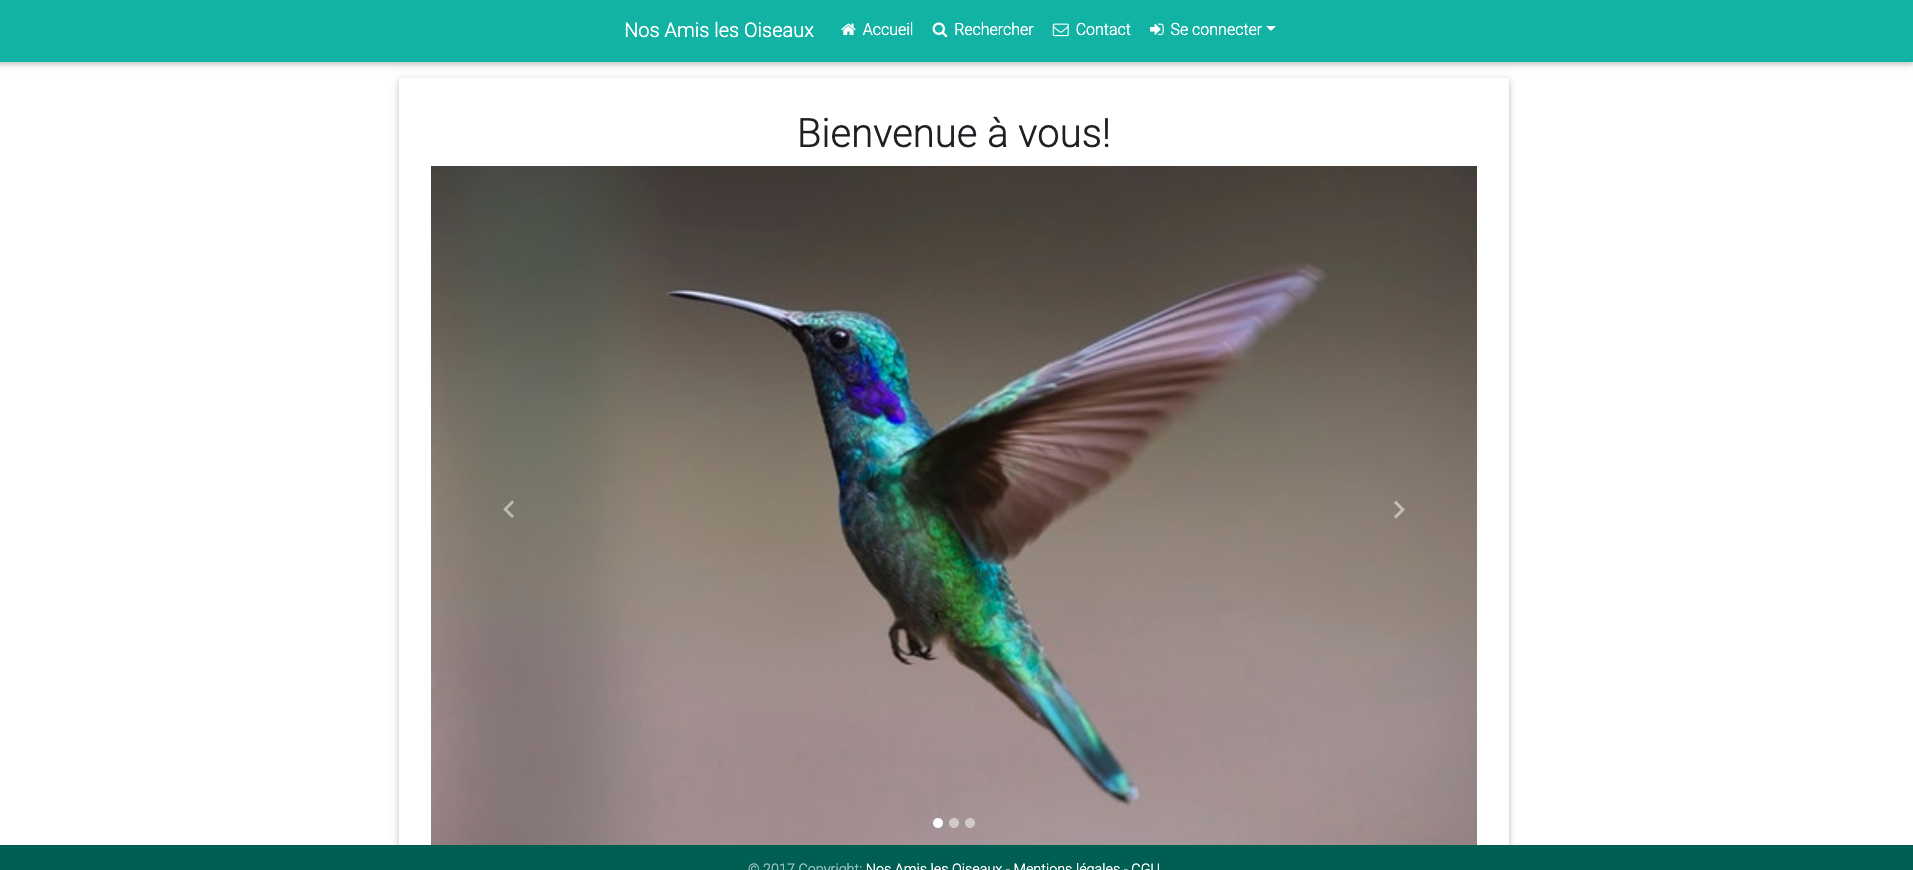 Nos Amis les Oiseaux Accueil Rechercher Contact Se connecter
Bienvenue à vous!
© 2017 Copyright: Nos Amis les Oiseaux - Mentions légales - CGU